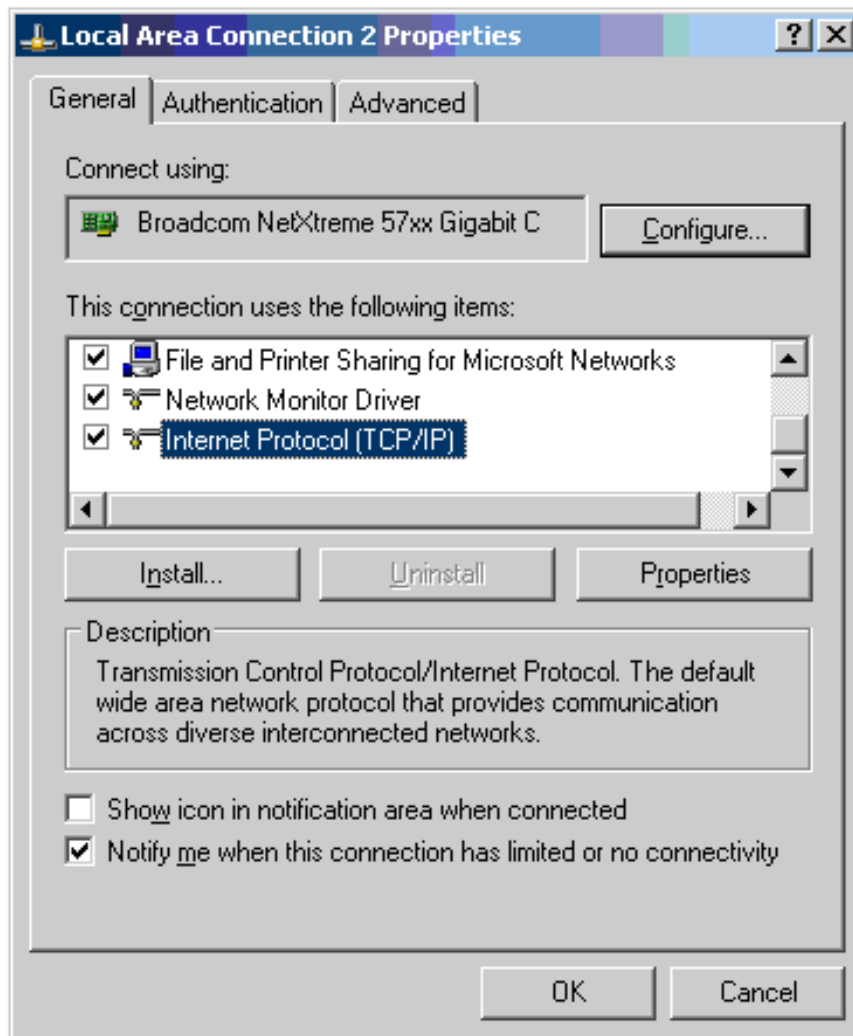 Local Area Connection 2 Properties
General
Authentication
Advanced
Connect using:
Broadcom NetXtreme 57xx Gigabit C
Configure...
This connection uses the following items:
File and Printer Sharing for Microsoft Networks
Network Monitor Driver
Internet Protocol (TCP/IP)
Install...
Uninstall
Properties
Description
Transmission Control Protocol/Internet Protocol. The default
wide area network protocol that provides communication
across diverse interconnected networks.
Show icon in notification area when connected
Notify me when this connection has limited or no connectivity
OK
Cancel